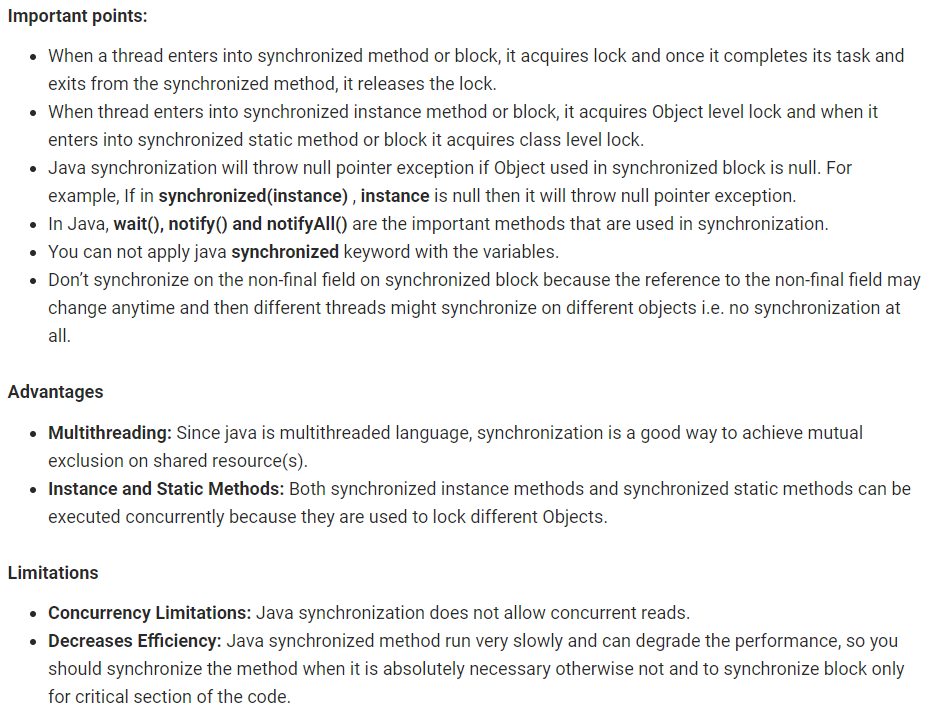 Important points:
• When a thread enters into synchronized method or block, it acquires lock and once it completes its task and
exits from the synchronized method, it releases the lock.
• When thread enters into synchronized instance method or block, it acquires Object level lock and when it
enters into synchronized static method or block it acquires class level lock.
• Java synchronization will throw null pointer exception if Object used in synchronized block is null. For
example, If in synchronized(instance) , instance is null then it will throw null pointer exception.
• In Java, wait(), notify() and notifyAll() are the important methods that are used in synchronization.
• You can not apply java synchronized keyword with the variables.
• Don’t synchronize on the non-final field on synchronized block because the reference to the non-final field may
change anytime and then different threads might synchronize on different objects i.e. no synchronization at
all.
Advantages
• Multithreading: Since java is multithreaded language, synchronization is a good way to achieve mutual
exclusion on shared resource(s).
• Instance and Static Methods: Both synchronized instance methods and synchronized static methods can be
executed concurrently because they are used to lock different Objects.
Limitations
• Concurrency Limitations: Java synchronization does not allow concurrent reads.
• Decreases Efficiency: Java synchronized method run very slowly and can degrade the performance, so you
should synchronize the method when it is absolutely necessary otherwise not and to synchronize block only
for critical section of the code.